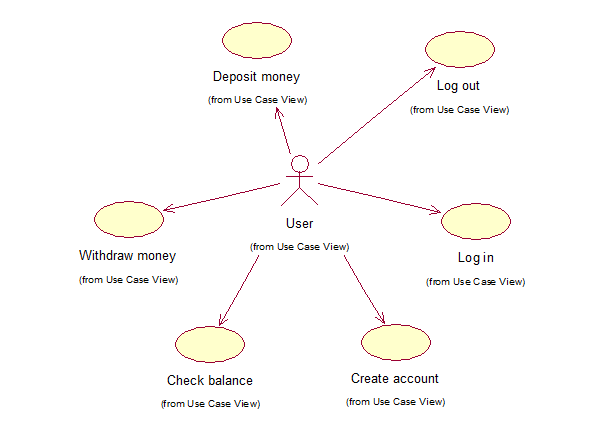 Deposit money
(from Use Case View)
Log out
(from Use Case View)
User
(from Use Case View)
Withdraw money
(from Use Case View)
Log in
(from Use Case View)
Check balance
(from Use Case View)
Create account
(from Use Case View)